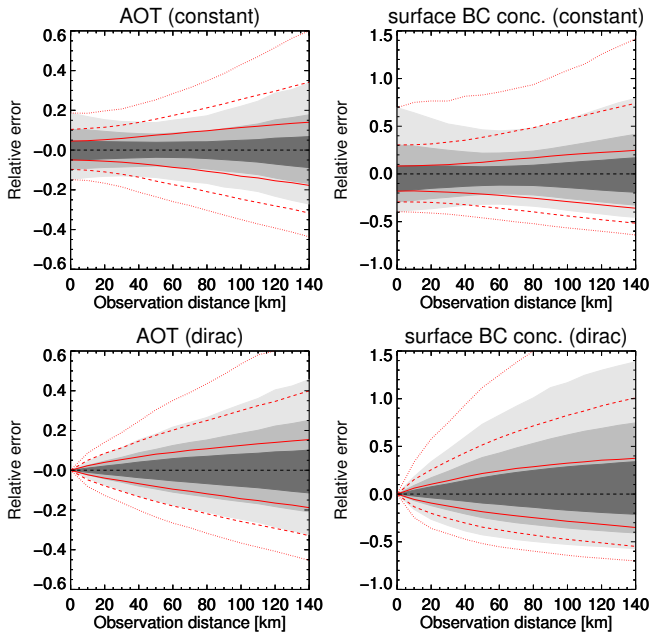 AOT (constant)
0.6
0.4
0.2
−0.0
−0.2
−0.4
−0.6
Relative error
0 20 40 60 80 100 120 140
Observation distance [km]
surface BC conc. (constant)
1.5
1.0
0.5
0.0
−0.5
−1.0
Relative error
0 20 40 60 80 100 120 140
Observation distance [km]
AOT (dirac)
0.6
0.4
0.2
−0.0
−0.2
−0.4
−0.6
Relative error
0 20 40 60 80 100 120 140
Observation distance [km]
surface BC conc. (dirac)
1.5
1.0
0.5
0.0
−0.5
−1.0
Relative error
0 20 40 60 80 100 120 140
Observation distance [km]